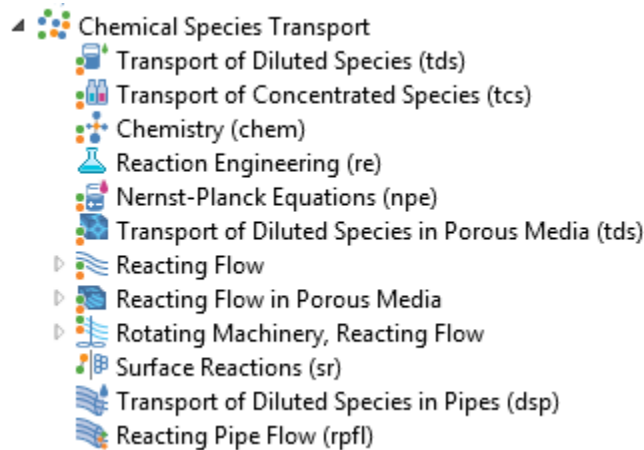 Chemical Species Transport
Transport of Diluted Species (tds)
Transport of Concentrated Species (tcs)
Chemistry (chem)
Reaction Engineering (re)
Nernst-Planck Equations (npe)
Transport of Diluted Species in Porous Media (tds)
Reacting Flow
Reacting Flow in Porous Media
Rotating Machinery, Reacting Flow
Surface Reactions (sr)
Transport of Diluted Species in Pipes (dsp)
Reacting Pipe Flow (rpfl)